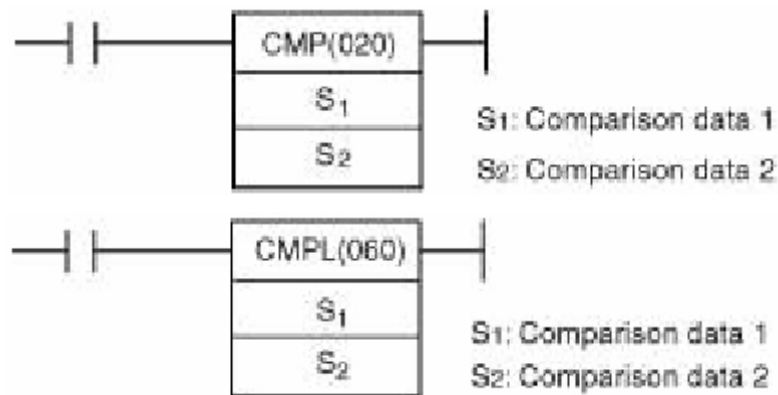 CMP(020)
S1
S2
S1: Comparison data 1
S2: Comparison data 2
CMPL(060)
S1
S2
S1: Comparison data 1
S2: Comparison data 2